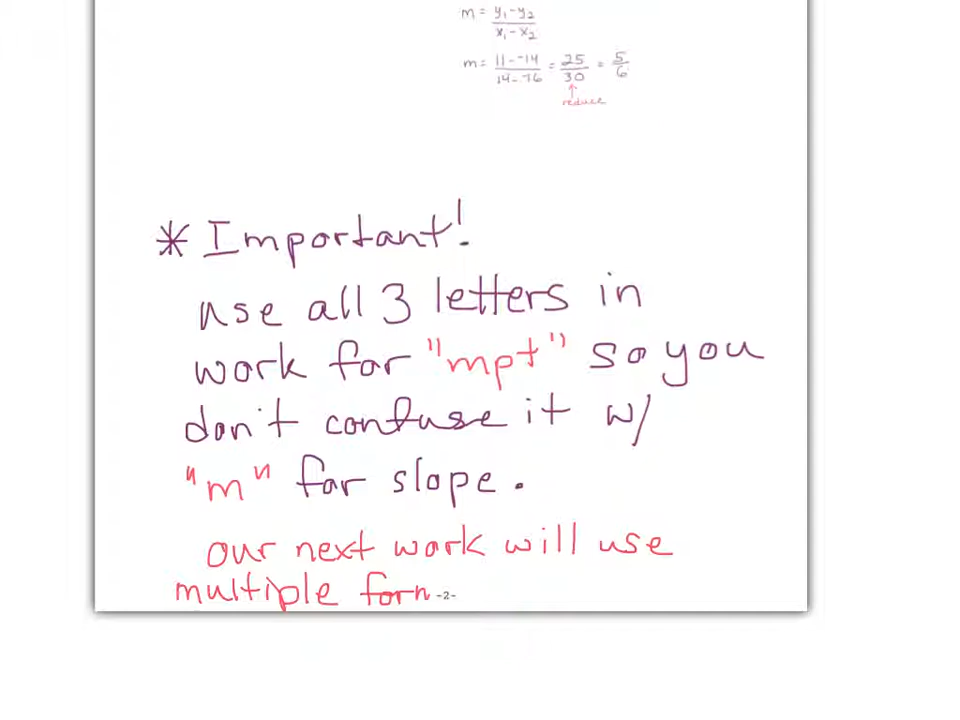 m = y₁-y₂ / x₁-x₂
m = 11--14 / 14--16 = 25/30 = 5/6
reduce
* Important!
use all 3 letters in
work for "mpt" so you
don't confuse it w/
"m" for slope.
our next work will use
multiple forn
-2-